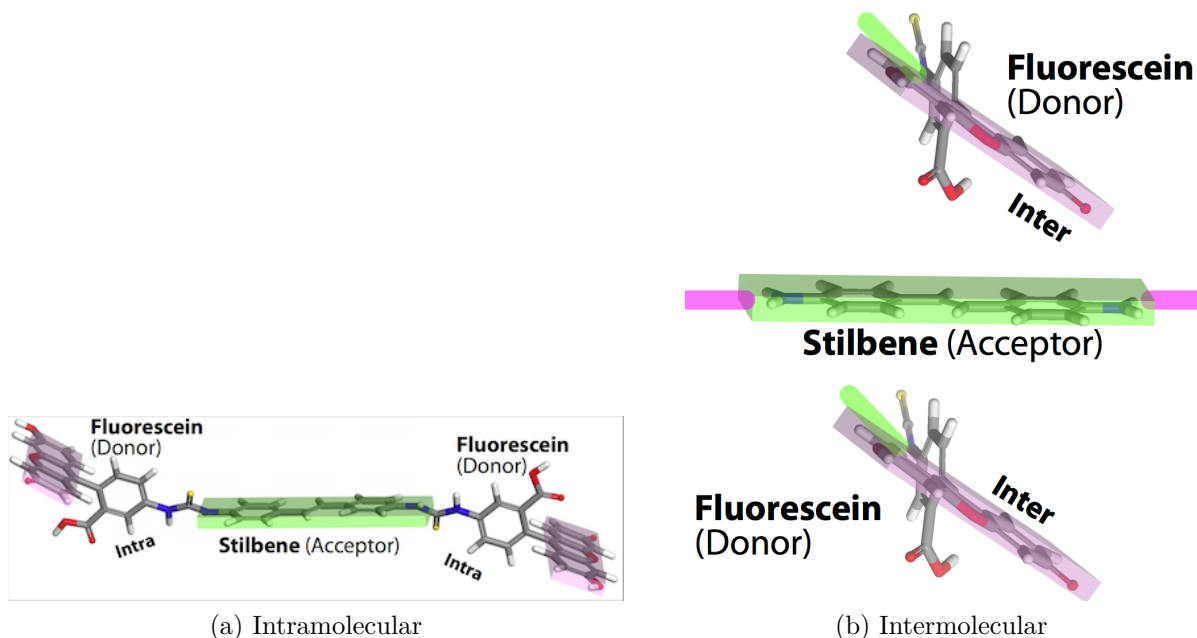 Fluorescein
(Donor)
Intra
Stilbene (Acceptor)
Fluorescein
(Donor)
Intra
(a) Intramolecular
Fluorescein
(Donor)
Inter
Stilbene (Acceptor)
Fluorescein
(Donor)
Inter
(b) Intermolecular